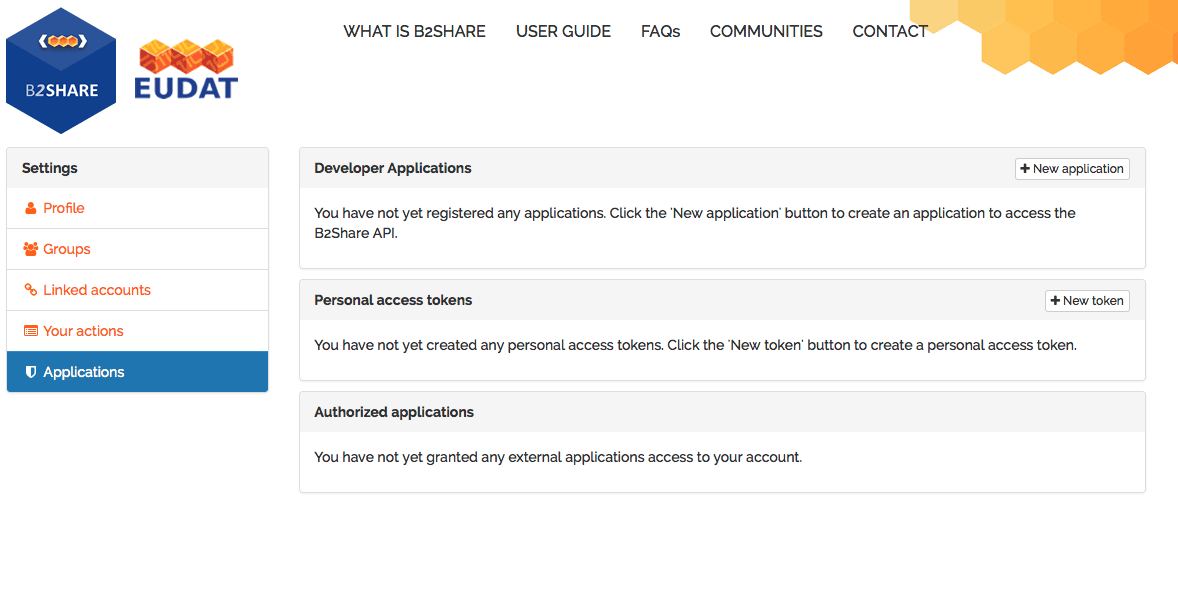 B2SHARE
EUDAT
WHAT IS B2SHARE
USER GUIDE
FAQs
COMMUNITIES
CONTACT
Settings
Profile
Groups
Linked accounts
Your actions
Applications
Developer Applications
New application
You have not yet registered any applications. Click the 'New application' button to create an application to access the
B2Share API.
Personal access tokens
New token
You have not yet created any personal access tokens. Click the 'New token' button to create a personal access token.
Authorized applications
You have not yet granted any external applications access to your account.